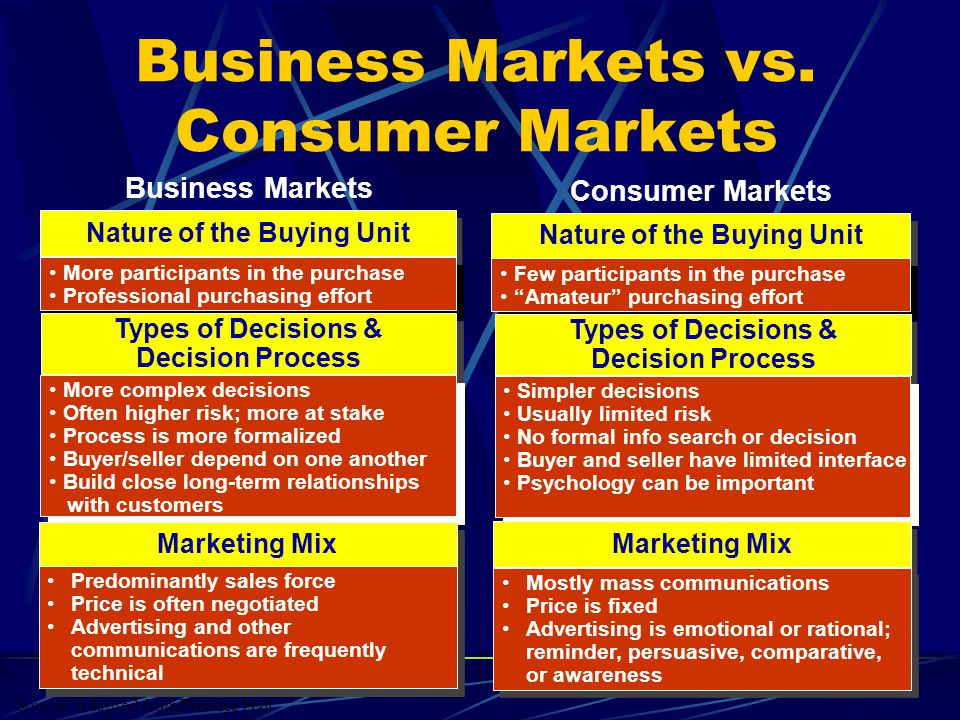 Business Markets vs.
Consumer Markets
Business Markets
Nature of the Buying Unit
• More participants in the purchase
• Professional purchasing effort
Types of Decisions &
Decision Process
• More complex decisions
• Often higher risk; more at stake
• Process is more formalized
• Buyer/seller depend on one another
• Build close long-term relationships
with customers
Marketing Mix
• Predominantly sales force
• Price is often negotiated
• Advertising and other
communications are frequently
technical
Consumer Markets
Nature of the Buying Unit
• Few participants in the purchase
• “Amateur” purchasing effort
Types of Decisions &
Decision Process
• Simpler decisions
• Usually limited risk
• No formal info search or decision
• Buyer and seller have limited interface
• Psychology can be important
Marketing Mix
• Mostly mass communications
• Price is fixed
• Advertising is emotional or rational;
reminder, persuasive, comparative,
or awareness